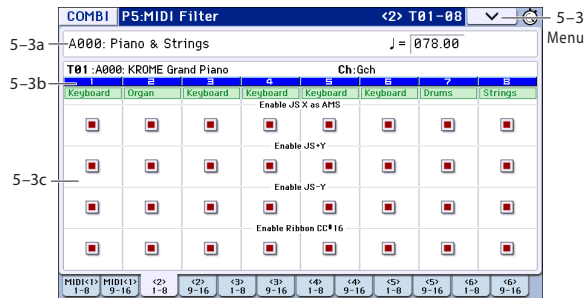 COMBI P5:MIDI Filter <2> T01-08
5–3
Menu
5–3a
A000: Piano & Strings ♩= 078.00
T01 :A000: KROME Grand Piano Ch:Gch
5–3b
1 2 3 4 5 6 7 8
Keyboard Organ Keyboard Keyboard Keyboard Keyboard Drums Strings
Enable JS X as AMS
Enable JS+Y
5–3c
Enable JS-Y
Enable Ribbon CC#16
MIDI<1> MIDI<1> <2> <2> <3> <3> <4> <4> <5> <5> <6> <6>
1-8 9-16 1-8 9-16 1-8 9-16 1-8 9-16 1-8 9-16 1-8 9-16